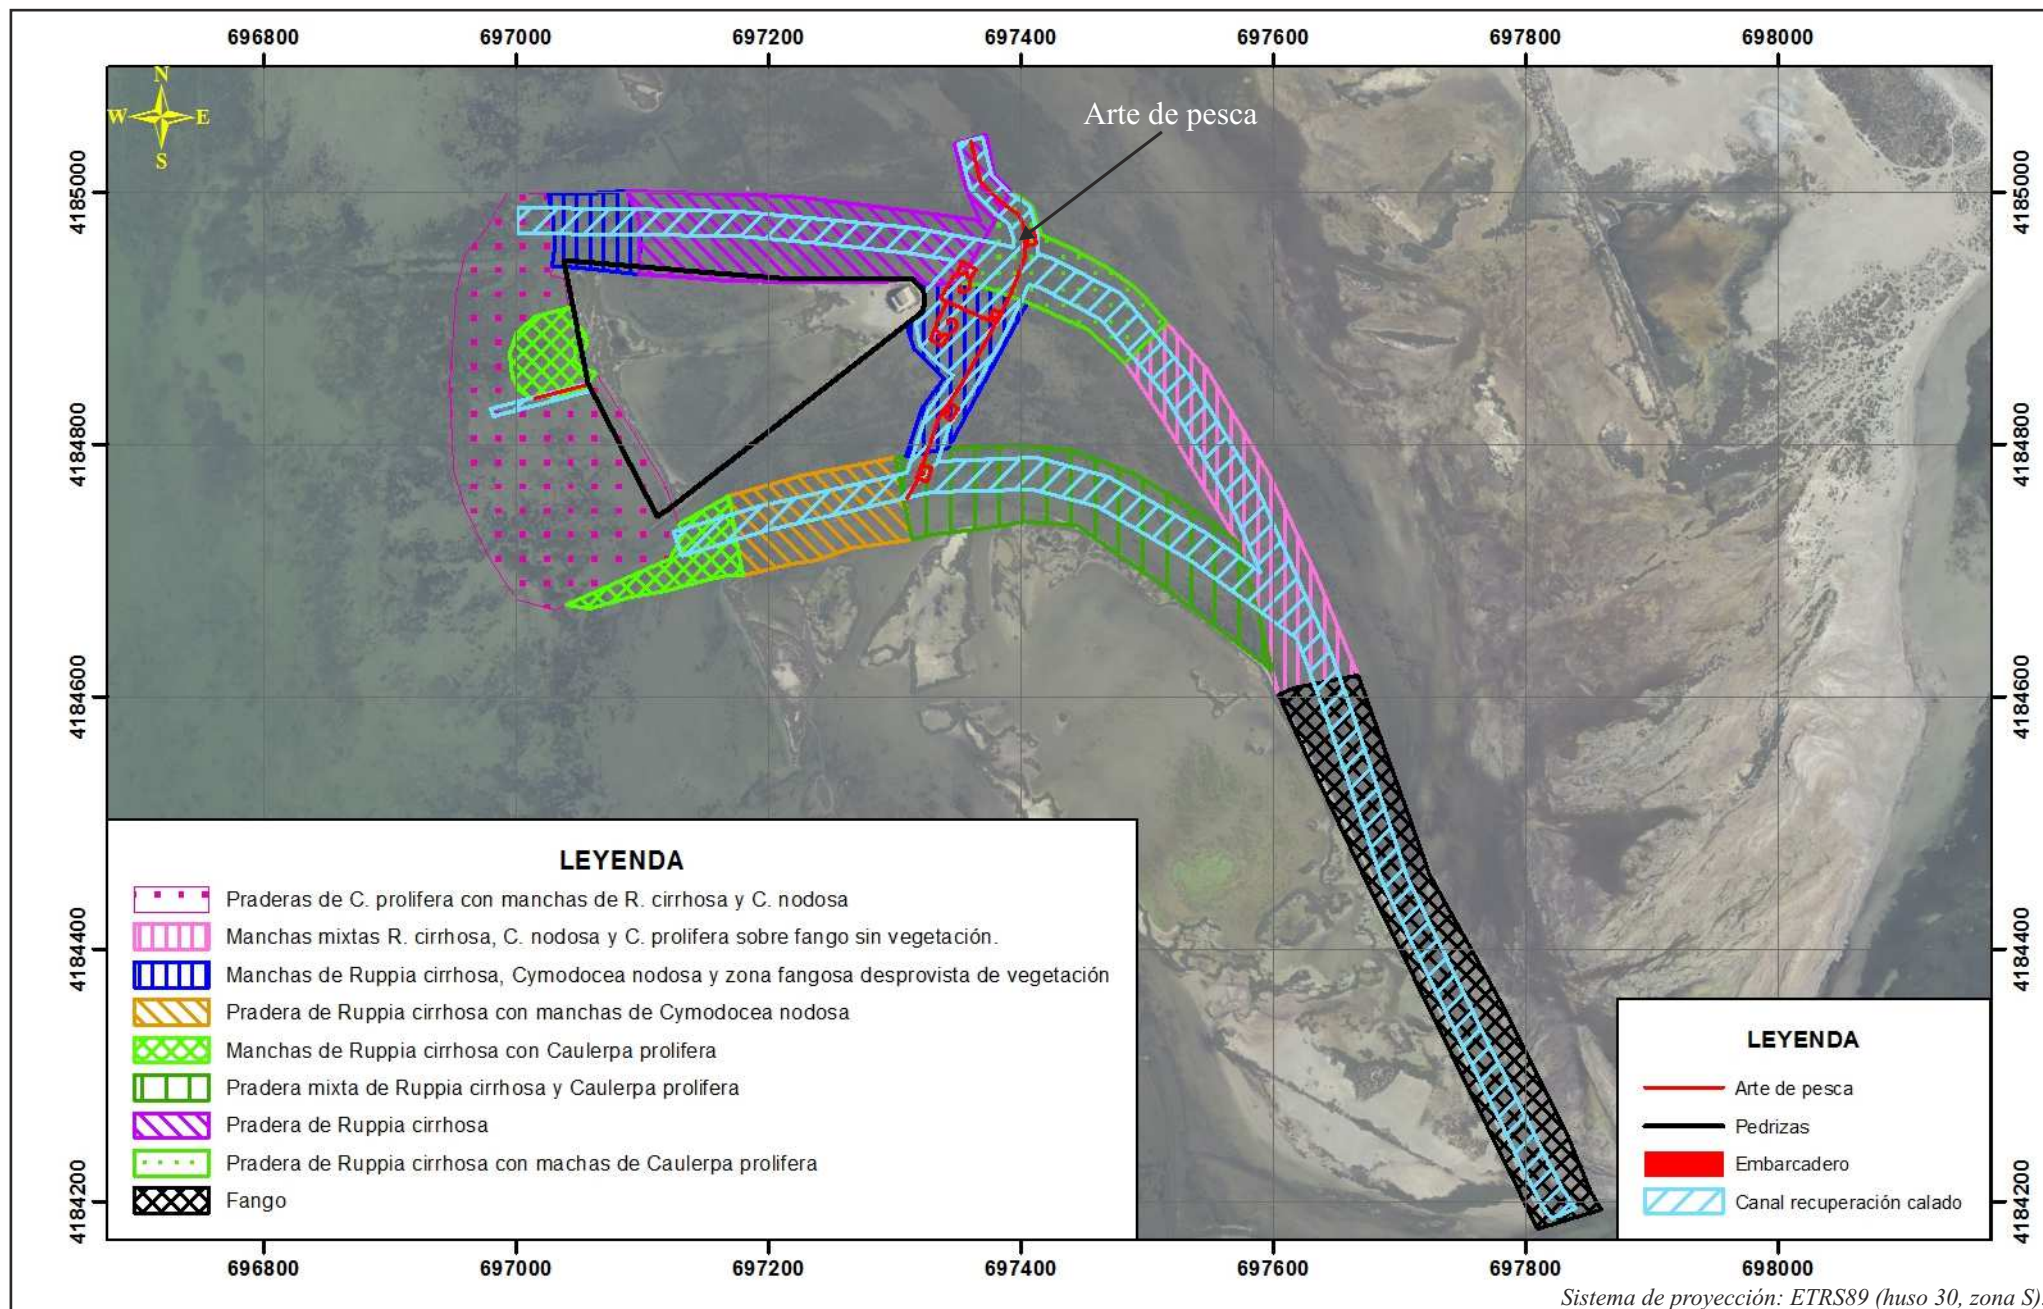 696800 697000 697200 697400 697600 697800 698000
N
W E
S
Arte de pesca
4185000 4185000
4184800 4184800
4184600 4184600
4184400 4184400
4184200 4184200
LEYENDA
Praderas de C. prolifera con manchas de R. cirrhosa y C. nodosa
Manchas mixtas R. cirrhosa, C. nodosa y C. prolifera sobre fango sin vegetación.
Manchas de Ruppia cirrhosa, Cymodocea nodosa y zona fangosa desprovista de vegetación
Pradera de Ruppia cirrhosa con manchas de Cymodocea nodosa
Manchas de Ruppia cirrhosa con Caulerpa prolifera
Pradera mixta de Ruppia cirrhosa y Caulerpa prolifera
Pradera de Ruppia cirrhosa
Pradera de Ruppia cirrhosa con machas de Caulerpa prolifera
Fango
LEYENDA
Arte de pesca
Pedrizas
Embarcadero
Canal recuperación calado
696800 697000 697200 697400 697600 697800 698000
Sistema de proyección: ETRS89 (huso 30, zona S)